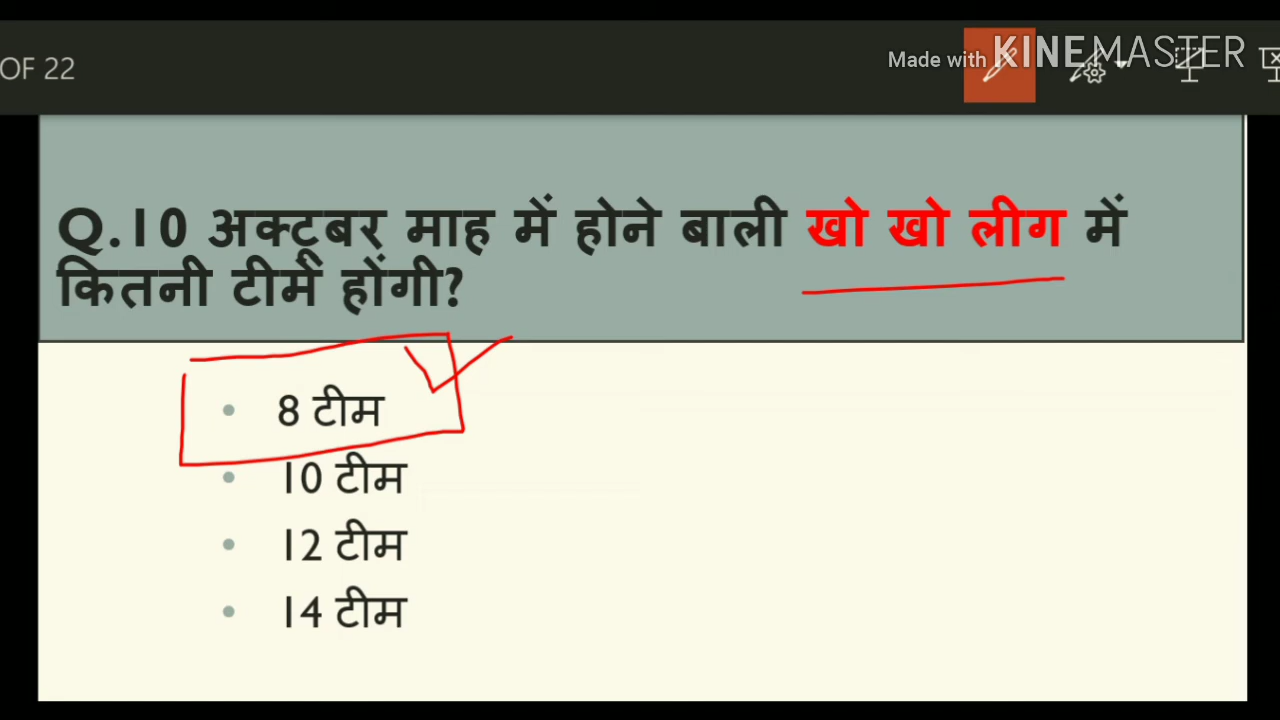 OF 22
Made with KINEMASTER
Q.10 अक्टूबर माह में होने बाली खो खो लीग में
कितनी टीमें होंगी?
• 8 टीम
• 10 टीम
• 12 टीम
• 14 टीम